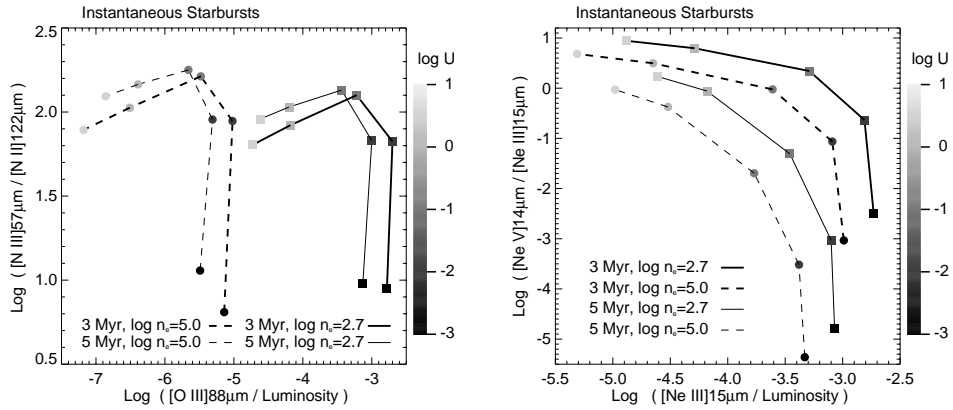 Instantaneous Starbursts
Log ( [N III]57μm / [N II]122μm )
2.5
2.0
1.5
1.0
0.5
3 Myr, log nₑ=5.0
5 Myr, log nₑ=5.0
3 Myr, log nₑ=2.7
5 Myr, log nₑ=2.7
-7 -6 -5 -4 -3
Log ( [O III]88μm / Luminosity )
log U
1
0
-1
-2
-3
Instantaneous Starbursts
Log ( [Ne V]14μm / [Ne III]15μm )
1
0
-1
-2
-3
-4
-5
3 Myr, log nₑ=2.7
3 Myr, log nₑ=5.0
5 Myr, log nₑ=2.7
5 Myr, log nₑ=5.0
-5.5 -5.0 -4.5 -4.0 -3.5 -3.0 -2.5
Log ( [Ne III]15μm / Luminosity )
log U
1
0
-1
-2
-3